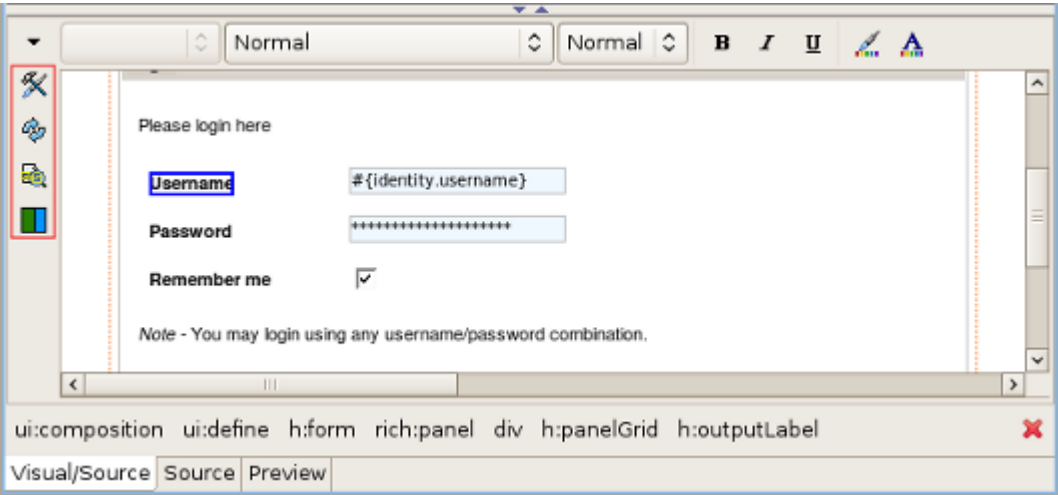 Normal Normal B I U A
Please login here
Username #{identity.username}
Password ********************
Remember me
Note - You may login using any username/password combination.
ui:composition ui:define h:form rich:panel div h:panelGrid h:outputLabel
Visual/Source Source Preview